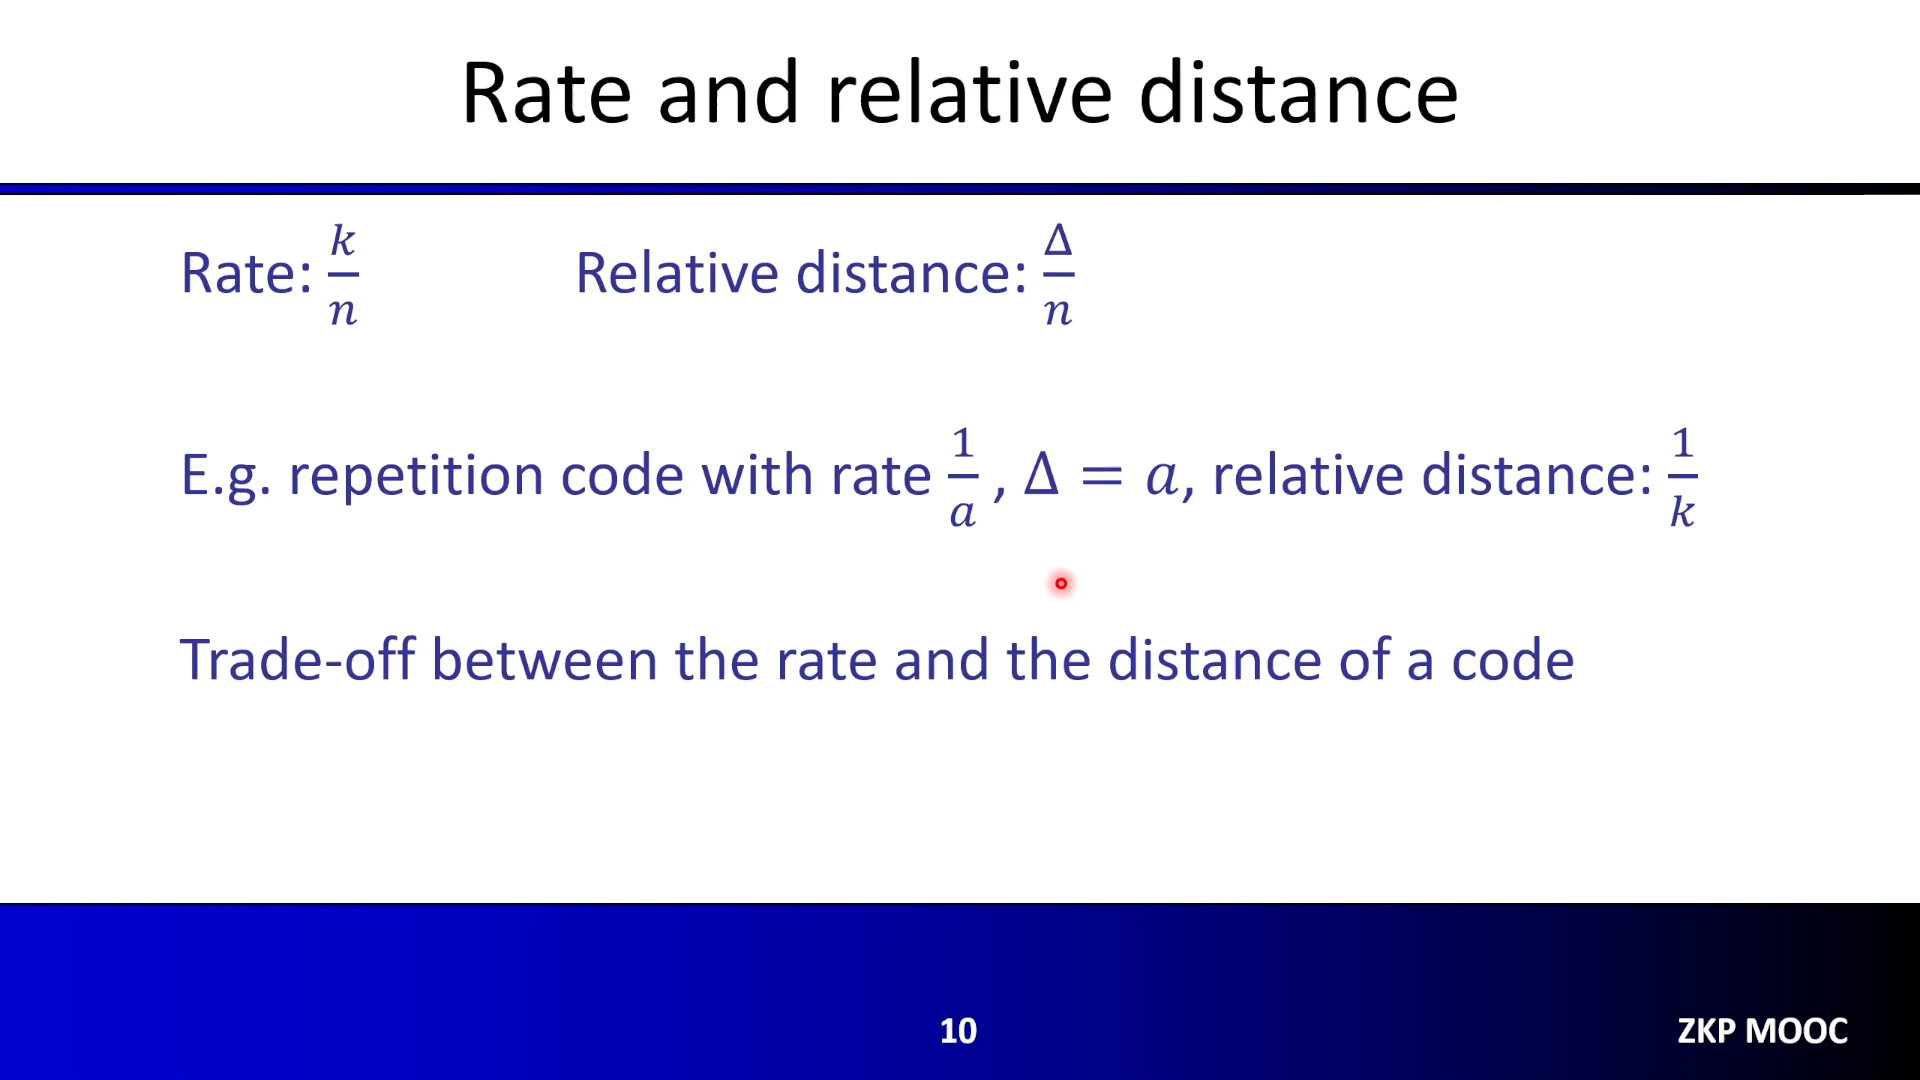 Rate and relative distance
Rate: k/n Relative distance: Δ/n
E.g. repetition code with rate 1/a , Δ = a, relative distance: 1/k
Trade-off between the rate and the distance of a code
10
ZKP MOOC